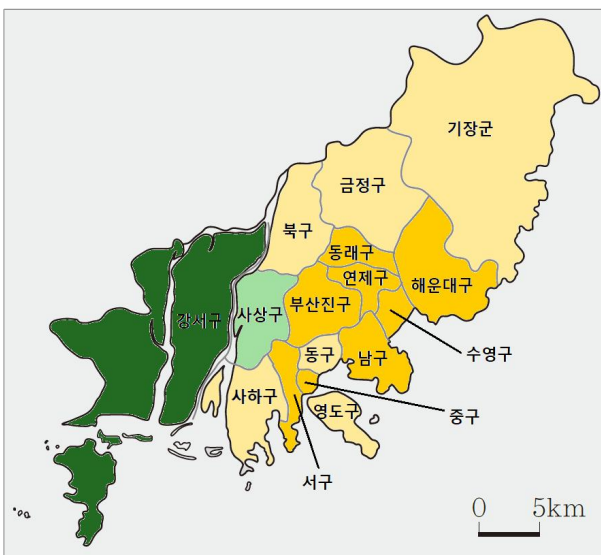 기장군
금정구
북구
동래구
연제구
해운대구
강서구
사상구
부산진구
수영구
동구
남구
사하구
영도구
중구
서구
0 5km